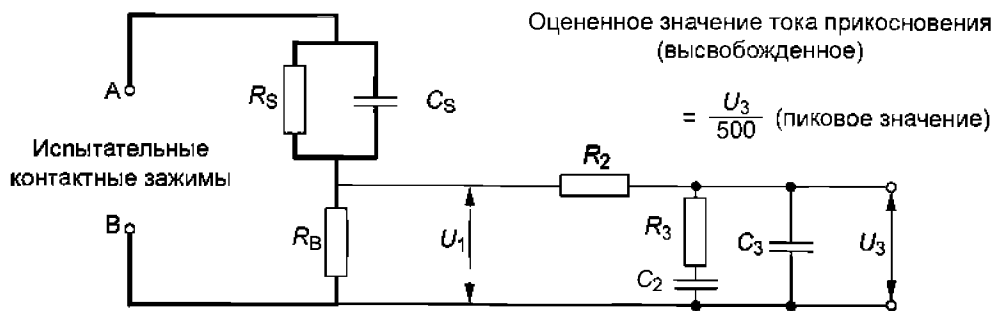 Оцененное значение тока прикосновения
(высвобожденное)
= U3/500 (пиковое значение)
A
RS
CS
Испытательные
контактные зажимы
B
R2
RB
U1
R3
C2
C3
U3